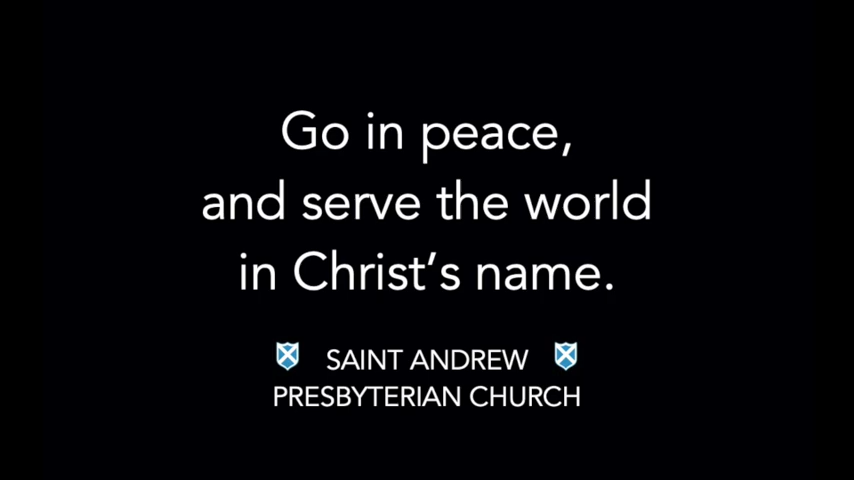 Go in peace,
and serve the world
in Christ’s name.
SAINT ANDREW
PRESBYTERIAN CHURCH